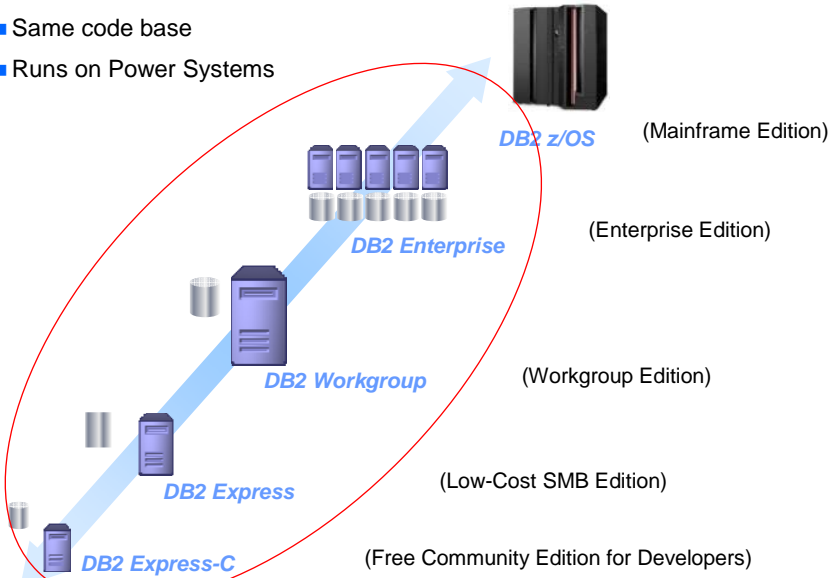 Same code base
Runs on Power Systems
DB2 z/OS
(Mainframe Edition)
DB2 Enterprise
(Enterprise Edition)
DB2 Workgroup
(Workgroup Edition)
DB2 Express
(Low-Cost SMB Edition)
DB2 Express-C
(Free Community Edition for Developers)